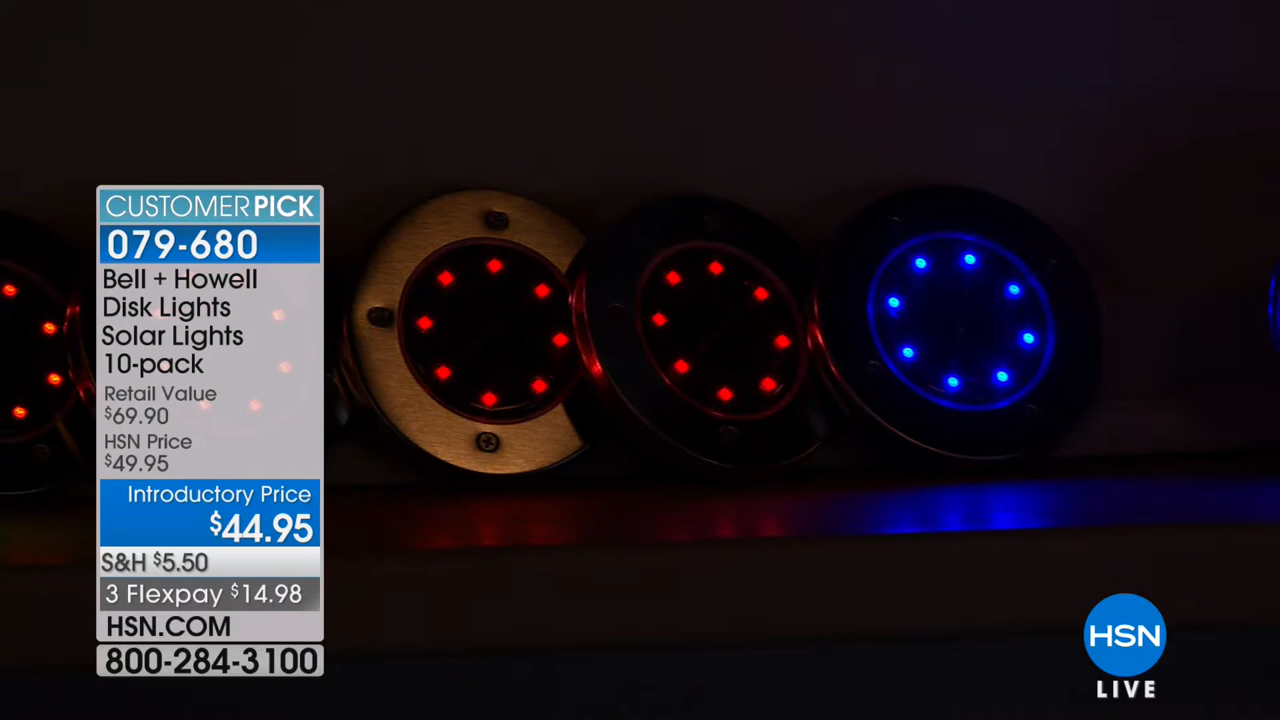 CUSTOMERPICK
079-680
Bell + Howell
Disk Lights
Solar Lights
10-pack
Retail Value
$69.90
HSN Price
$49.95
Introductory Price
$44.95
S&H $5.50
3 Flexpay $14.98
HSN.COM
800-284-3100
HSN
LIVE